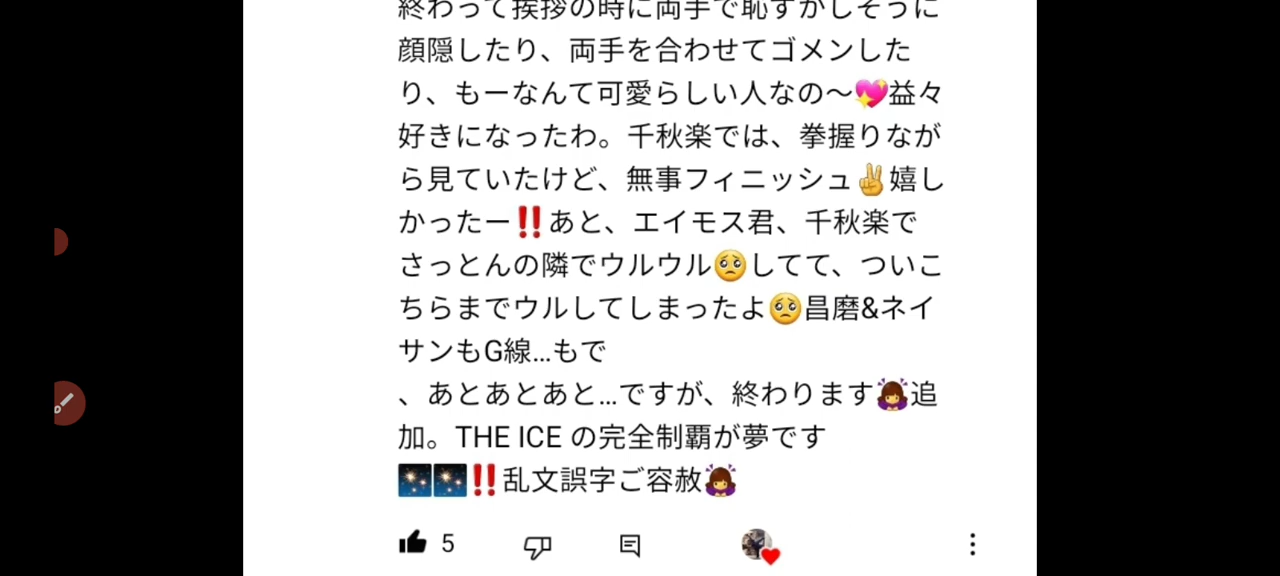 終わって挨拶の時に両手で恥ずかしそうに
顔隠したり、両手を合わせてゴメンした
り、もーなんて可愛らしい人なの〜💖益々
好きになったわ。千秋楽では、拳握りなが
ら見ていたけど、無事フィニッシュ✌嬉し
かったー‼️あと、エイモス君、千秋楽で
さっとんの隣でウルウル🥺してて、ついこ
ちらまでウルしてしまったよ🥺昌磨&ネイ
サンもG線…もで
、あとあとあと…ですが、終わります🙇‍♀️追
加。THE ICE の完全制覇が夢です
🎇🎇‼️乱文誤字ご容赦🙇‍♀️
5